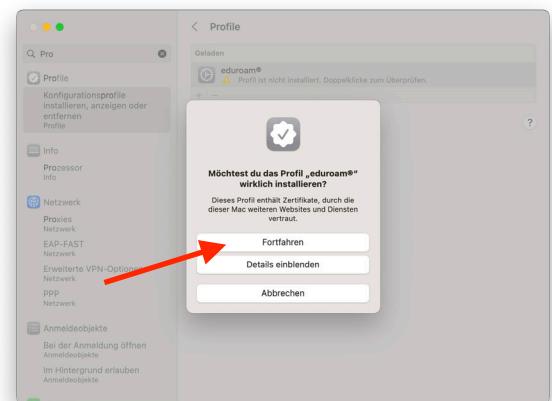 Profile
Pro
Geladen
eduroam®
Profil ist nicht installiert. Doppelklicke zum Überprüfen.
+ −
?
Profile
Konfigurationsprofile
installieren, anzeigen oder
entfernen
Profile
Info
Prozessor
Info
Netzwerk
Proxies
Netzwerk
EAP-FAST
Netzwerk
Erweiterte VPN-Optionen
Netzwerk
PPP
Netzwerk
Anmeldeobjekte
Bei der Anmeldung öffnen
Anmeldeobjekte
Im Hintergrund erlauben
Anmeldeobjekte
Möchtest du das Profil „eduroam®“
wirklich installieren?
Dieses Profil enthält Zertifikate, durch die
dieser Mac weiteren Websites und Diensten
vertraut.
Fortfahren
Details einblenden
Abbrechen